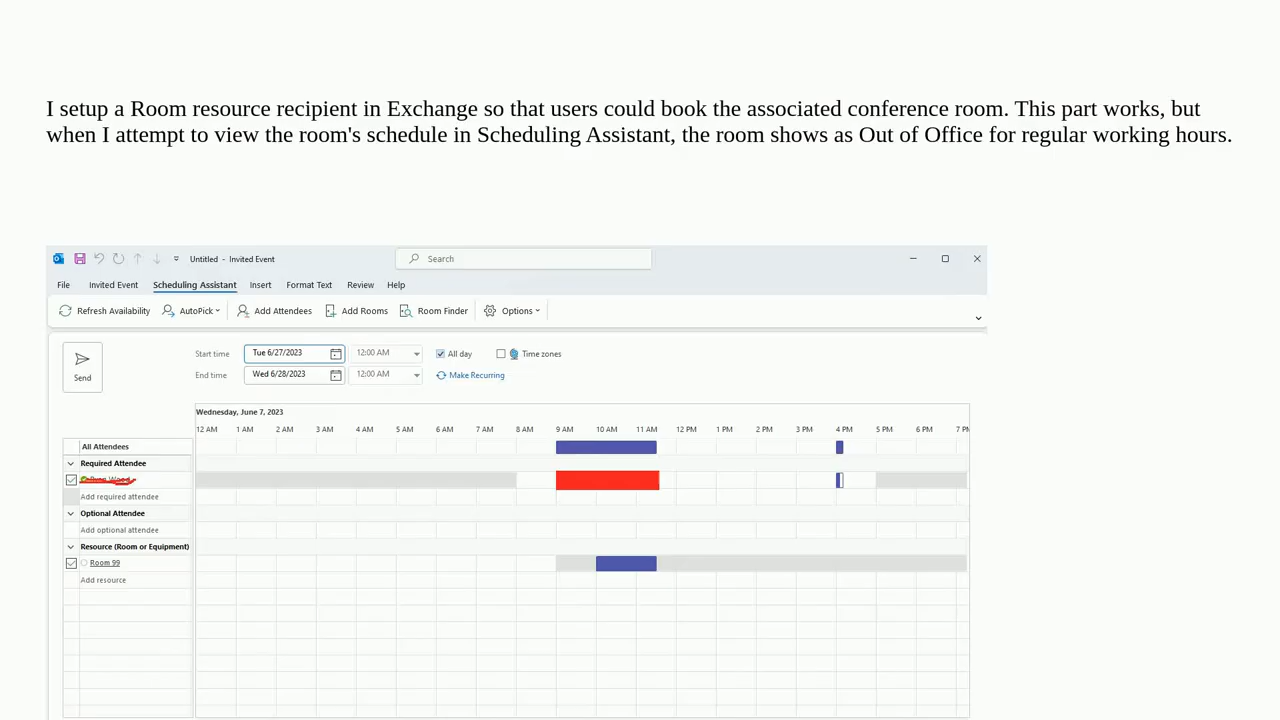 I setup a Room resource recipient in Exchange so that users could book the associated conference room. This part works, but
when I attempt to view the room's schedule in Scheduling Assistant, the room shows as Out of Office for regular working hours.
Untitled - Invited Event
Search
File Invited Event Scheduling Assistant Insert Format Text Review Help
Refresh Availability AutoPick Add Attendees Add Rooms Room Finder Options
Send
Start time Tue 6/27/2023 12:00 AM All day Time zones
End time Wed 6/28/2023 12:00 AM Make Recurring
Wednesday, June 7, 2023
12 AM 1 AM 2 AM 3 AM 4 AM 5 AM 6 AM 7 AM 8 AM 9 AM 10 AM 11 AM 12 PM 1 PM 2 PM 3 PM 4 PM 5 PM 6 PM 7 PM
All Attendees
Required Attendee
Add required attendee
Optional Attendee
Add optional attendee
Resource (Room or Equipment)
Room 99
Add resource